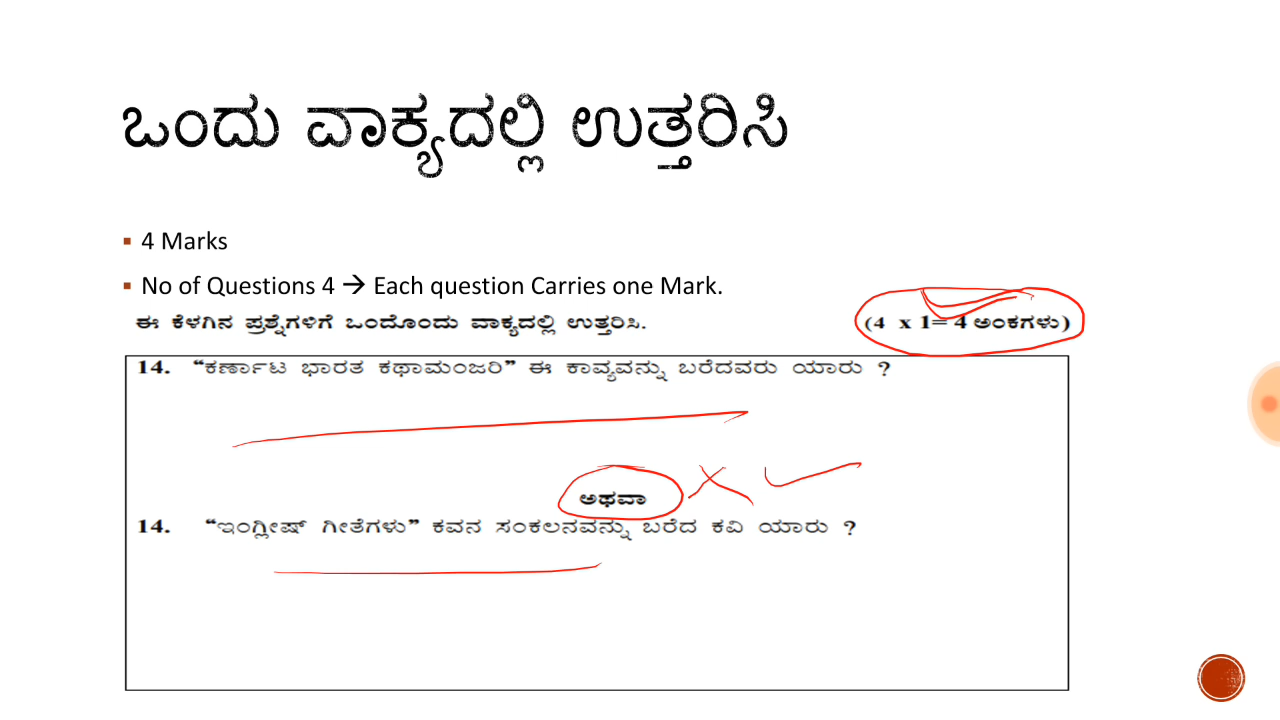 ಒಂದು ವಾಕ್ಯದಲ್ಲಿ ಉತ್ತರಿಸಿ
▪ 4 Marks
▪ No of Questions 4 → Each question Carries one Mark.
ಈ ಕೆಳಗಿನ ಪ್ರಶ್ನೆಗಳಿಗೆ ಒಂದೊಂದು ವಾಕ್ಯದಲ್ಲಿ ಉತ್ತರಿಸಿ. (4 x 1= 4 ಅಂಕಗಳು)
14. “ಕರ್ಣಾಟ ಭಾರತ ಕಥಾಮಂಜರಿ” ಈ ಕಾವ್ಯವನ್ನು ಬರೆದವರು ಯಾರು ?
ಅಥವಾ
14. “ಇಂಗ್ಲೀಷ್ ಗೀತೆಗಳು” ಕವನ ಸಂಕಲನವನ್ನು ಬರೆದ ಕವಿ ಯಾರು ?